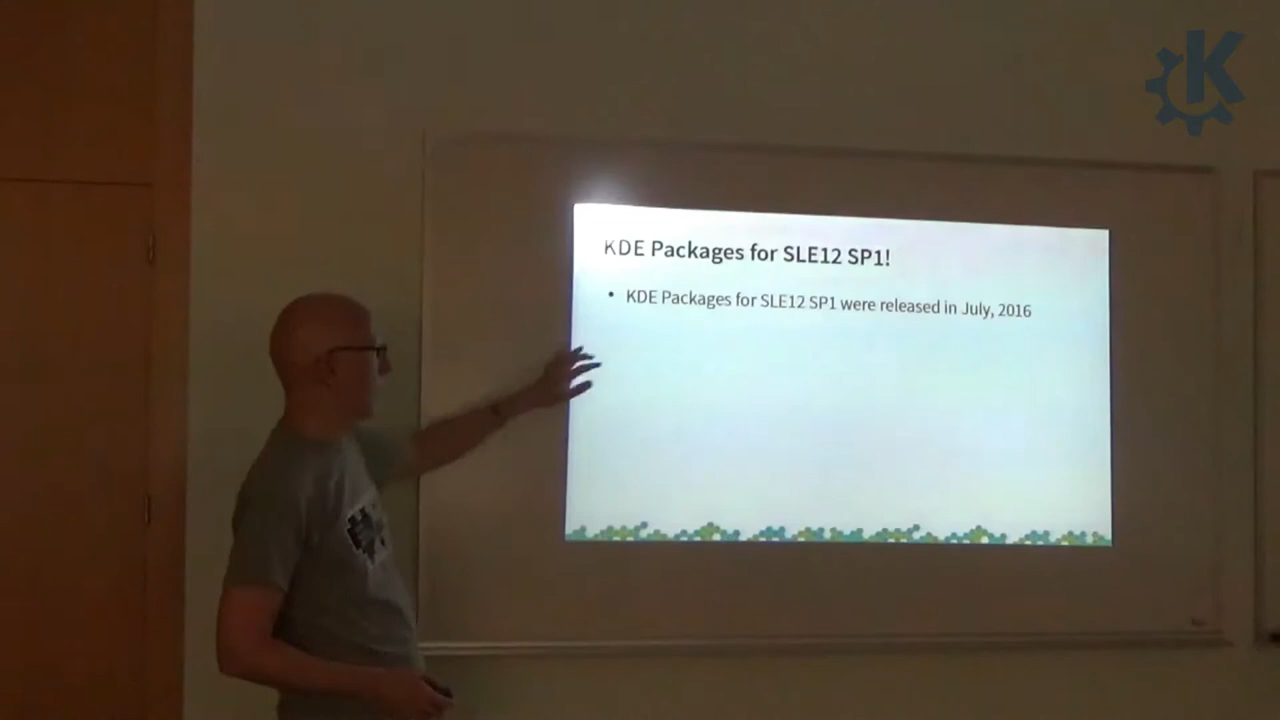 K
KDE Packages for SLE12 SP1!
• KDE Packages for SLE12 SP1 were released in July, 2016